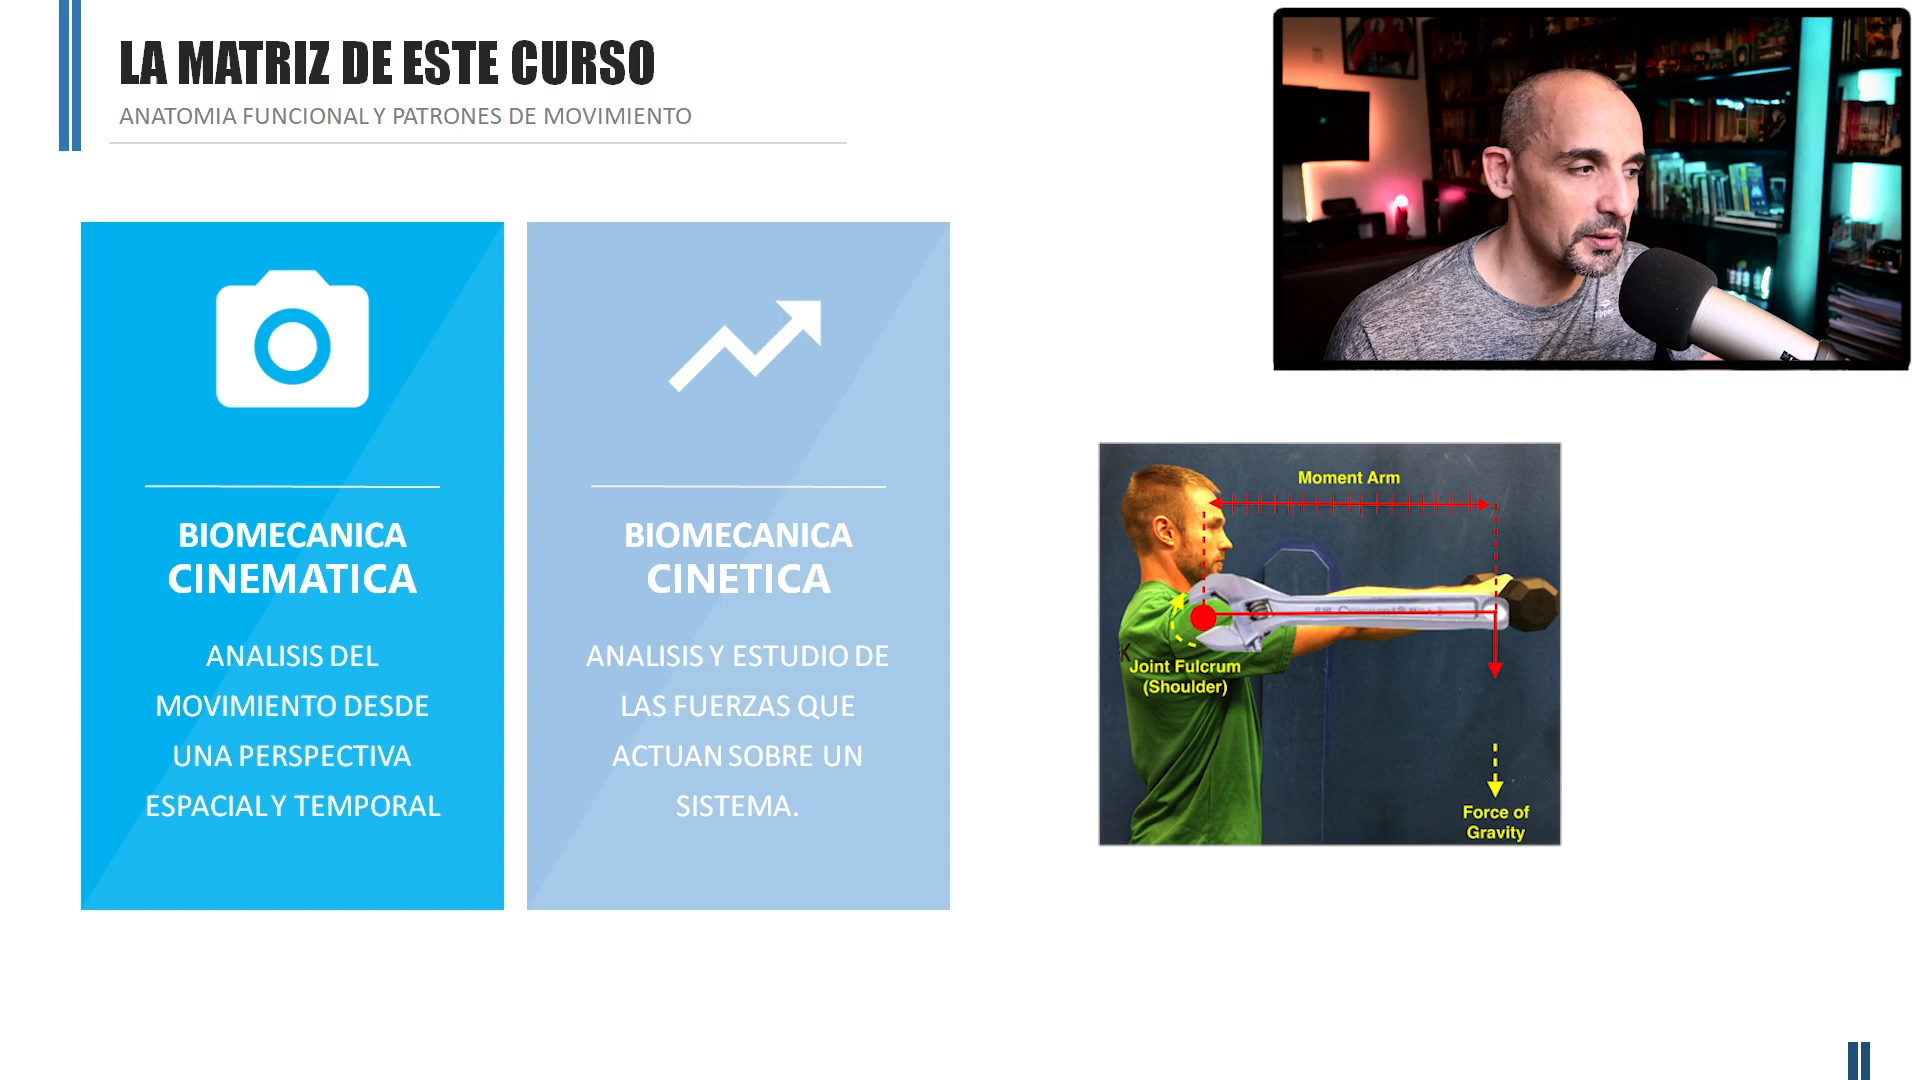 LA MATRIZ DE ESTE CURSO
ANATOMIA FUNCIONAL Y PATRONES DE MOVIMIENTO
BIOMECANICA
CINEMATICA
ANALISIS DEL
MOVIMIENTO DESDE
UNA PERSPECTIVA
ESPACIAL Y TEMPORAL
BIOMECANICA
CINETICA
ANALISIS Y ESTUDIO DE
LAS FUERZAS QUE
ACTUAN SOBRE UN
SISTEMA.
Moment Arm
Joint Fulcrum
(Shoulder)
Force of
Gravity